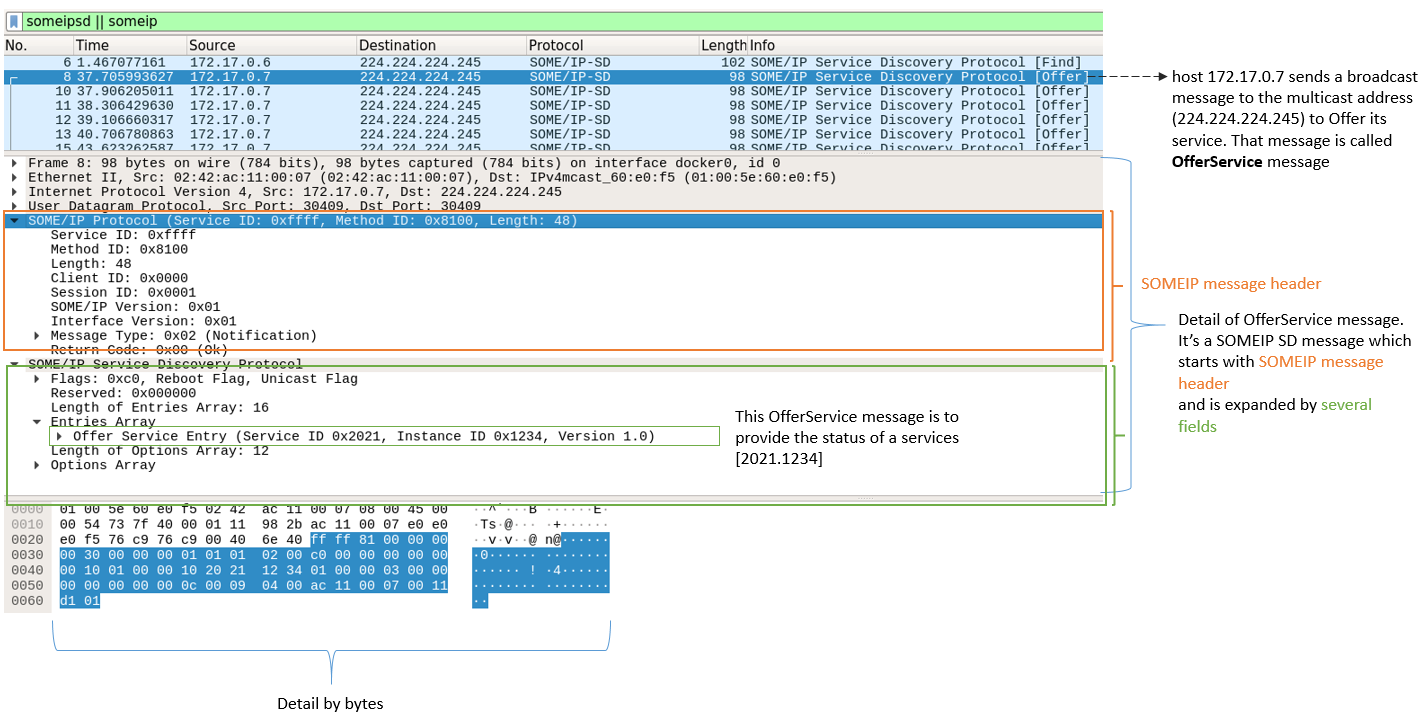 someipsd || someip
No. Time Source Destination Protocol Length Info
6 1.467077161 172.17.0.6 224.224.224.245 SOME/IP-SD 102 SOME/IP Service Discovery Protocol [Find]
8 37.705993627 172.17.0.7 224.224.224.245 SOME/IP-SD 98 SOME/IP Service Discovery Protocol [Offer]
10 37.906205011 172.17.0.7 224.224.224.245 SOME/IP-SD 98 SOME/IP Service Discovery Protocol [Offer]
11 38.306429630 172.17.0.7 224.224.224.245 SOME/IP-SD 98 SOME/IP Service Discovery Protocol [Offer]
12 39.106660317 172.17.0.7 224.224.224.245 SOME/IP-SD 98 SOME/IP Service Discovery Protocol [Offer]
13 40.706780863 172.17.0.7 224.224.224.245 SOME/IP-SD 98 SOME/IP Service Discovery Protocol [Offer]
15 43.623262587 172.17.0.7 224.224.224.245 SOME/IP-SD 98 SOME/IP Service Discovery Protocol [Offer]
host 172.17.0.7 sends a broadcast
message to the multicast address
(224.224.224.245) to Offer its
service. That message is called
OfferService message
Frame 8: 98 bytes on wire (784 bits), 98 bytes captured (784 bits) on interface docker0, id 0
Ethernet II, Src: 02:42:ac:11:00:07 (02:42:ac:11:00:07), Dst: IPv4mcast_60:e0:f5 (01:00:5e:60:e0:f5)
Internet Protocol Version 4, Src: 172.17.0.7, Dst: 224.224.224.245
User Datagram Protocol, Src Port: 30409, Dst Port: 30409
SOME/IP Protocol (Service ID: 0xffff, Method ID: 0x8100, Length: 48)
Service ID: 0xffff
Method ID: 0x8100
Length: 48
Client ID: 0x0000
Session ID: 0x0001
SOME/IP Version: 0x01
Interface Version: 0x01
Message Type: 0x02 (Notification)
Return Code: 0x00 (Ok)
SOMEIP message header
Detail of OfferService message.
It's a SOMEIP SD message which
starts with SOMEIP message
header
and is expanded by several
fields
SOME/IP Service Discovery Protocol
Flags: 0xc0, Reboot Flag, Unicast Flag
Reserved: 0x000000
Length of Entries Array: 16
Entries Array
Offer Service Entry (Service ID 0x2021, Instance ID 0x1234, Version 1.0)
Length of Options Array: 12
Options Array
This OfferService message is to
provide the status of a services
[2021.1234]
0000 01 00 5e 60 e0 f5 02 42 ac 11 00 07 08 00 45 00 ··^`···B ······E·
0010 00 54 73 7f 40 00 01 11 98 2b ac 11 00 07 e0 e0 ·Ts·@··· ·+······
0020 e0 f5 76 c9 76 c9 00 40 6e 40 ff ff 81 00 00 00 ··v·v··@ n@······
0030 00 30 00 00 00 00 01 01 01 02 00 c0 00 00 00 00 00 ·0······ ········
0040 00 10 01 00 00 10 20 21 12 34 01 00 00 03 00 00 ······ ! ·4······
0050 00 00 00 00 00 0c 00 09 04 00 ac 11 00 07 00 11 ········ ········
0060 d1 01 ··
Detail by bytes